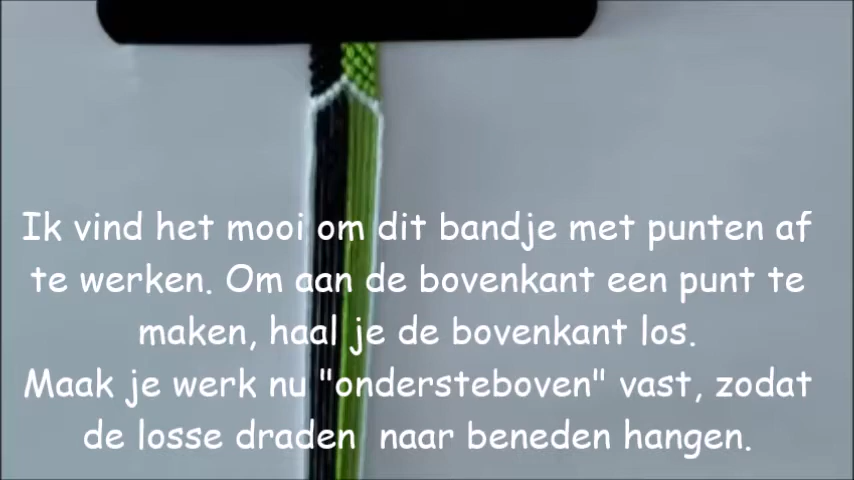 Ik vind het mooi om dit bandje met punten af
te werken. Om aan de bovenkant een punt te
maken, haal je de bovenkant los.
Maak je werk nu "ondersteboven" vast, zodat
de losse draden naar beneden hangen.